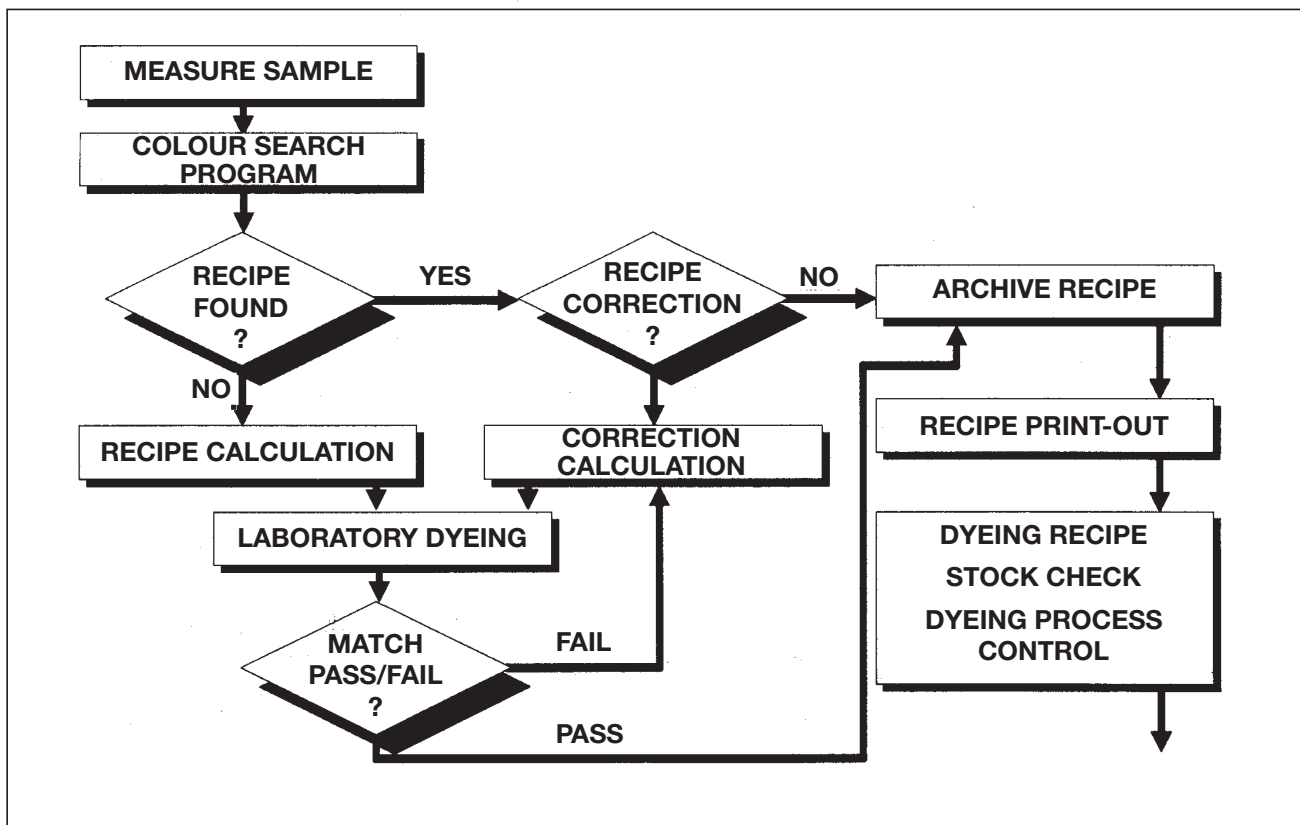 MEASURE SAMPLE
COLOUR SEARCH
PROGRAM
RECIPE
FOUND
?
YES
NO
RECIPE
CORRECTION
?
NO
ARCHIVE RECIPE
RECIPE CALCULATION
CORRECTION
CALCULATION
RECIPE PRINT-OUT
LABORATORY DYEING
MATCH
PASS/FAIL
?
FAIL
PASS
DYEING RECIPE
STOCK CHECK
DYEING PROCESS
CONTROL